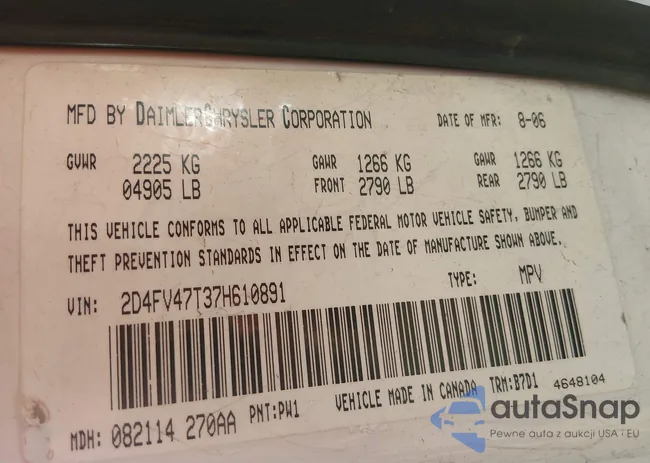 MFD BY DAIMLERCHRYSLER CORPORATION DATE OF MFR: 8-06
GVWR 2225 KG GAWR 1266 KG GAWR 1266 KG
04905 LB FRONT 2790 LB REAR 2790 LB
THIS VEHICLE CONFORMS TO ALL APPLICABLE FEDERAL MOTOR VEHICLE SAFETY, BUMPER AND
THEFT PREVENTION STANDARDS IN EFFECT ON THE DATE OF MANUFACTURE SHOWN ABOVE.
VIN: 2D4FV47T37H610891 TYPE: MPV
MDH: 082114 270AA PNT:PW1 VEHICLE MADE IN CANADA TRM:B7D1 4648104
autaSnap
Pewne auta z aukcji USA i EU